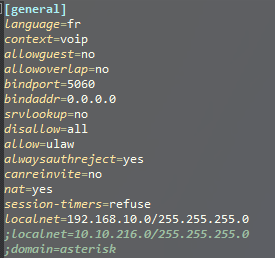 [general]
language=fr
context=voip
allowguest=no
allowoverlap=no
bindport=5060
bindaddr=0.0.0.0
srvlookup=no
disallow=all
allow=ulaw
alwaysauthreject=yes
canreinvite=no
nat=yes
session-timers=refuse
localnet=192.168.10.0/255.255.255.0
;localnet=10.10.216.0/255.255.255.0
;domain=asterisk